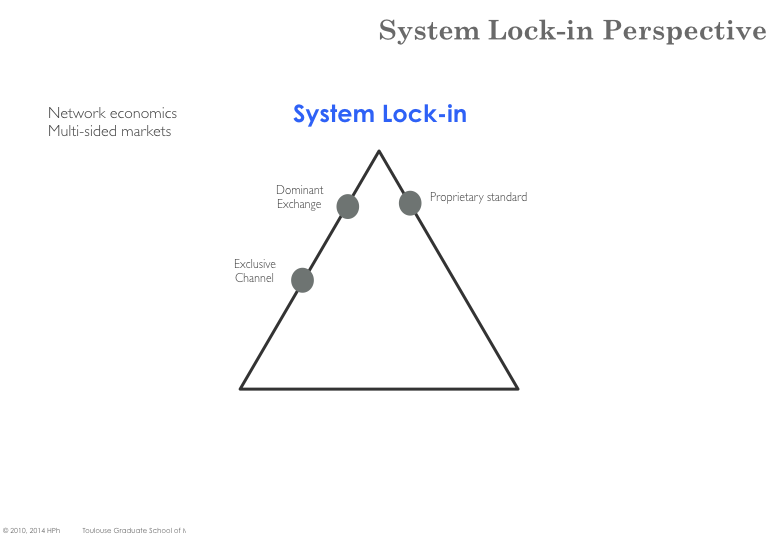 System Lock-in Perspective
Network economics
Multi-sided markets
System Lock-in
Dominant
Exchange
Proprietary standard
Exclusive
Channel
© 2010, 2014 HPh Toulouse Graduate School of